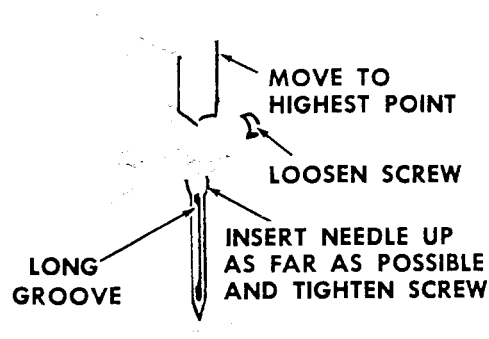 MOVE TO
HIGHEST POINT
LOOSEN SCREW
INSERT NEEDLE UP
AS FAR AS POSSIBLE
AND TIGHTEN SCREW
LONG
GROOVE